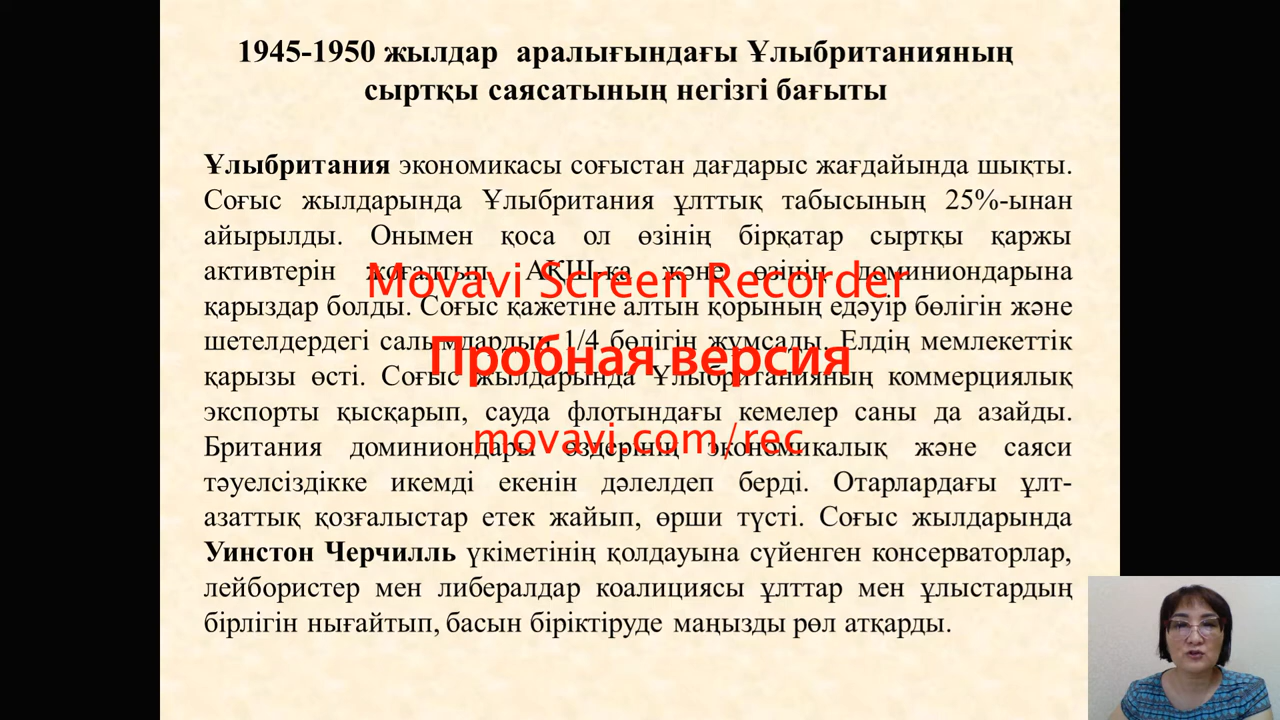 1945-1950 жылдар аралығындағы Ұлыбританияның
сыртқы саясатының негізгі бағыты
Ұлыбритания экономикасы соғыстан дағдарыс жағдайында шықты.
Соғыс жылдарында Ұлыбритания ұлттық табысының 25%-ынан
айырылды. Онымен қоса ол өзінің бірқатар сыртқы қаржы
активтерін жоғалтып, АҚШ-қа және өзінің доминиондарына
қарыздар болды. Соғыс қажетіне алтын қорының едәуір бөлігін және
шетелдердегі салымдардың 1/4 бөлігін жұмсады. Елдің мемлекеттік
қарызы өсті. Соғыс жылдарында Ұлыбританияның коммерциялық
экспорты қысқарып, сауда флотындағы кемелер саны да азайды.
Британия доминиондары өздерінің экономикалық және саяси
тәуелсіздікке икемді екенін дәлелдеп берді. Отарлардағы ұлт-
азаттық қозғалыстар етек жайып, өрши түсті. Соғыс жылдарында
Уинстон Черчилль үкіметінің қолдауына сүйенген консерваторлар,
лейбористер мен либералдар коалициясы ұлттар мен ұлыстардың
бірлігін нығайтып, басын біріктіруде маңызды рөл атқарды.
Movavi Screen Recorder
Пробная версия
movavi.com/rec